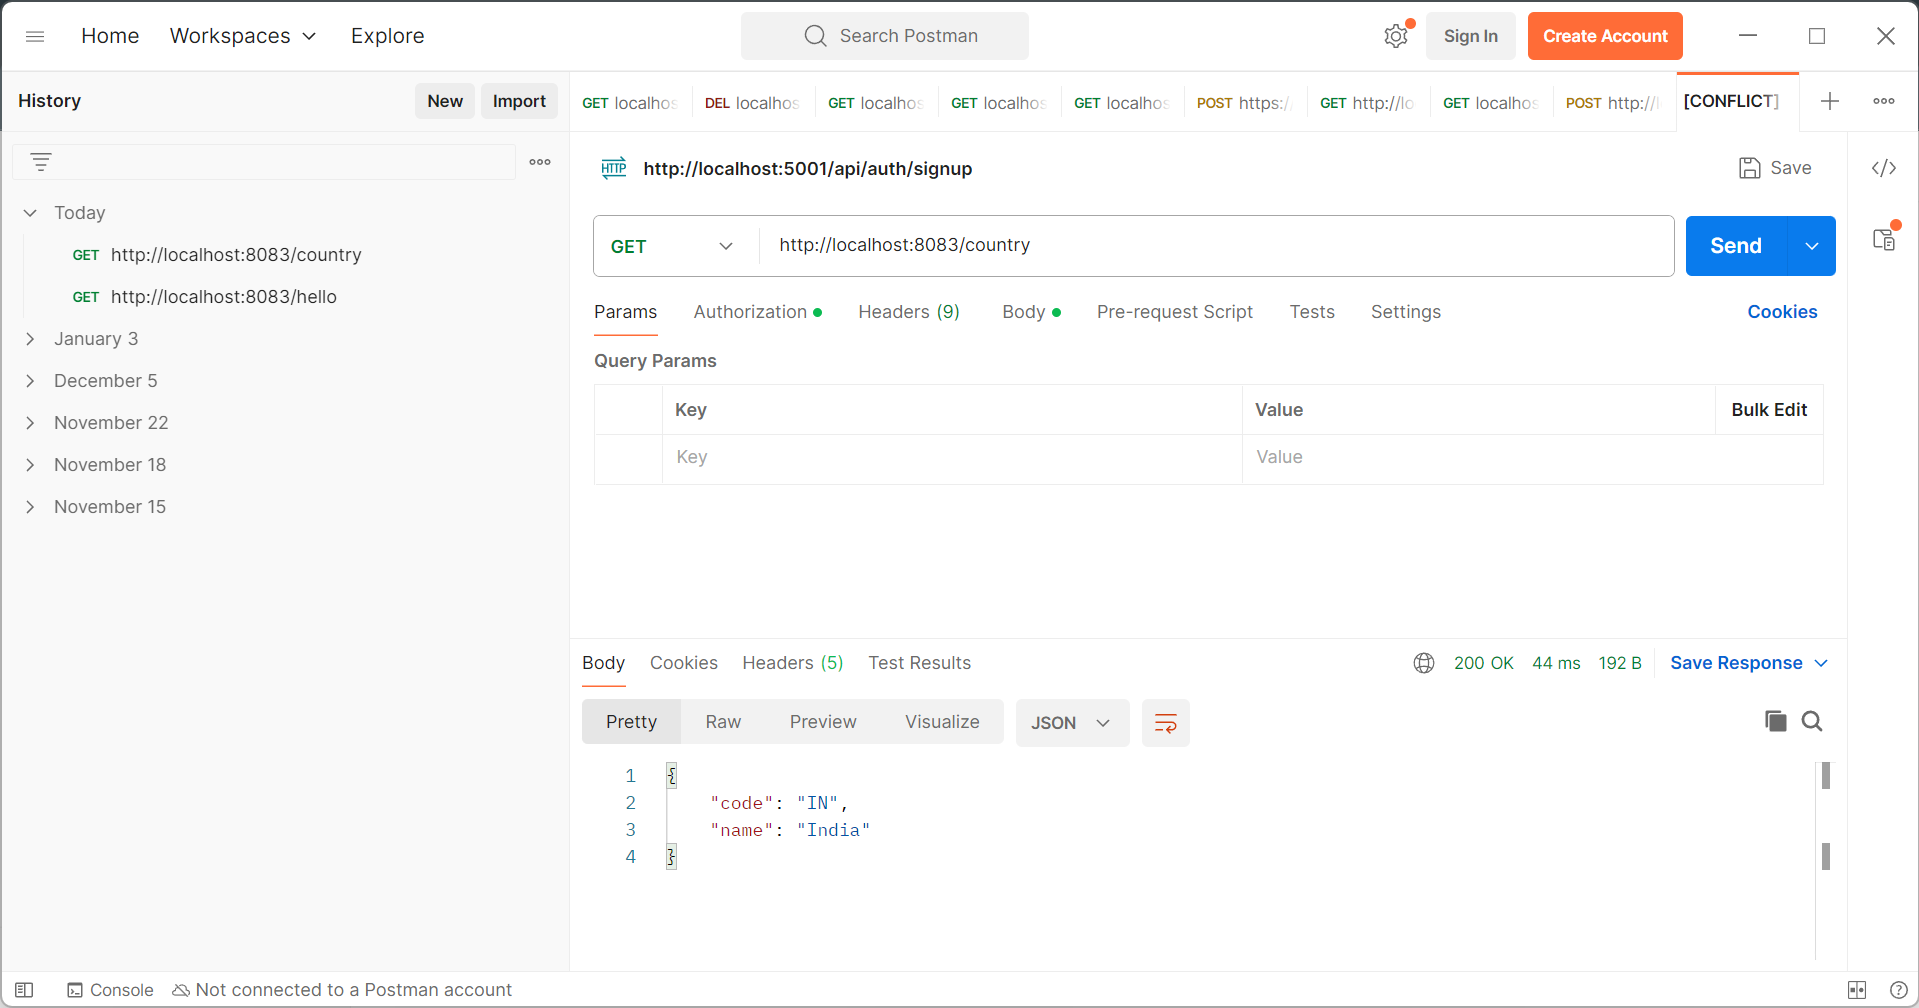 Home Workspaces Explore Search Postman Sign In Create Account
History New Import
GET localhos DEL localhos GET localhos GET localhos GET localhos POST https:/ GET http://lo GET localhos POST http://l [CONFLICT]
HTTP http://localhost:5001/api/auth/signup Save
Today
GET http://localhost:8083/country
GET http://localhost:8083/hello
January 3
December 5
November 22
November 18
November 15
GET http://localhost:8083/country Send
Params Authorization Headers (9) Body Pre-request Script Tests Settings Cookies
Query Params
Key Value Bulk Edit
Key Value
Body Cookies Headers (5) Test Results 200 OK 44 ms 192 B Save Response
Pretty Raw Preview Visualize JSON
1 {
2 "code": "IN",
3 "name": "India"
4 }
Console Not connected to a Postman account